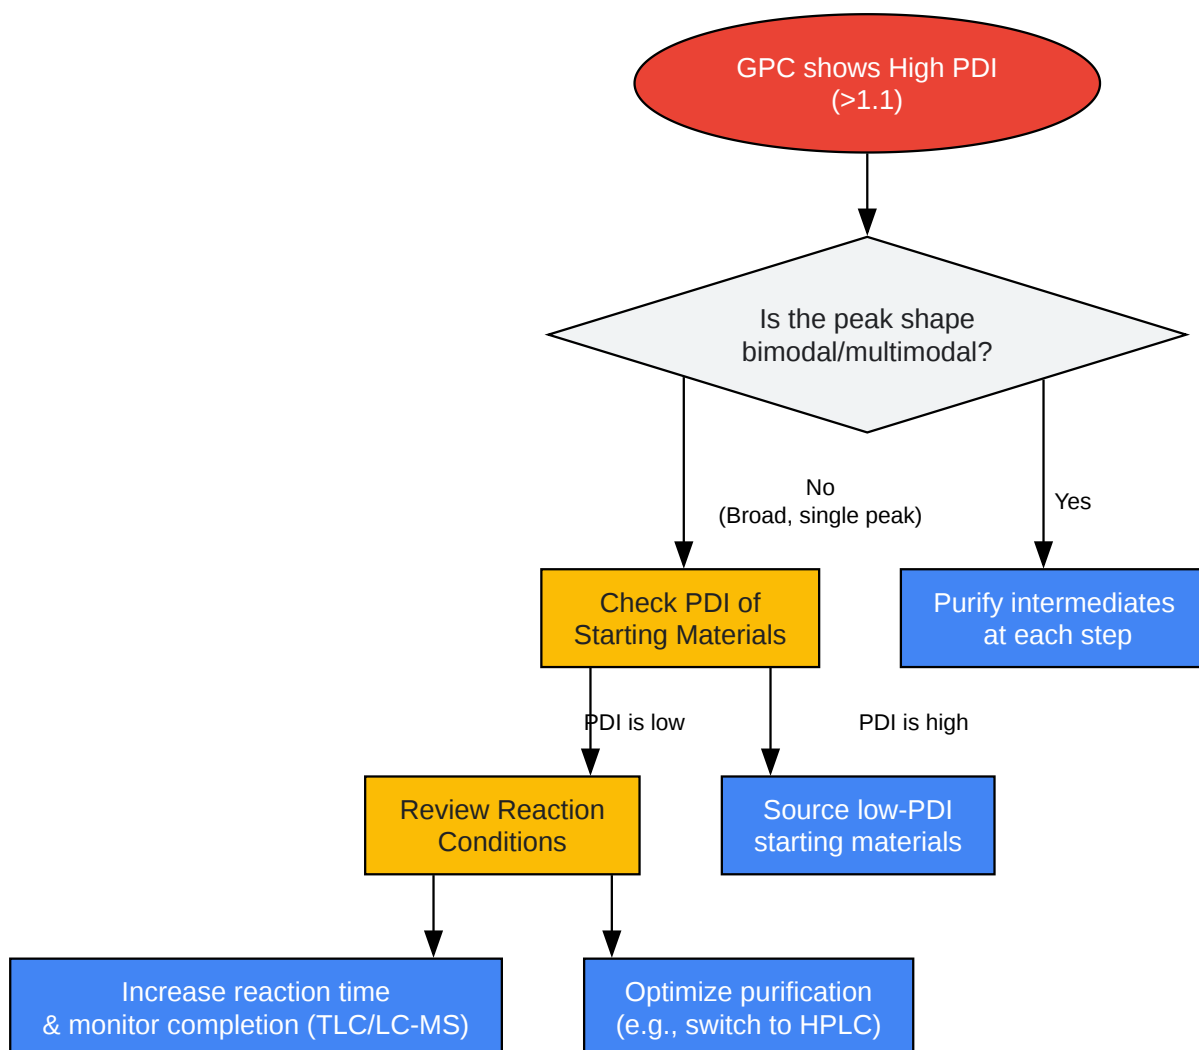 GPC shows High PDI
(>1.1)
Is the peak shape
bimodal/multimodal?
No
(Broad, single peak)
Yes
Check PDI of
Starting Materials
Purify intermediates
at each step
PDI is low
PDI is high
Review Reaction
Conditions
Source low-PDI
starting materials
Increase reaction time
& monitor completion (TLC/LC-MS)
Optimize purification
(e.g., switch to HPLC)